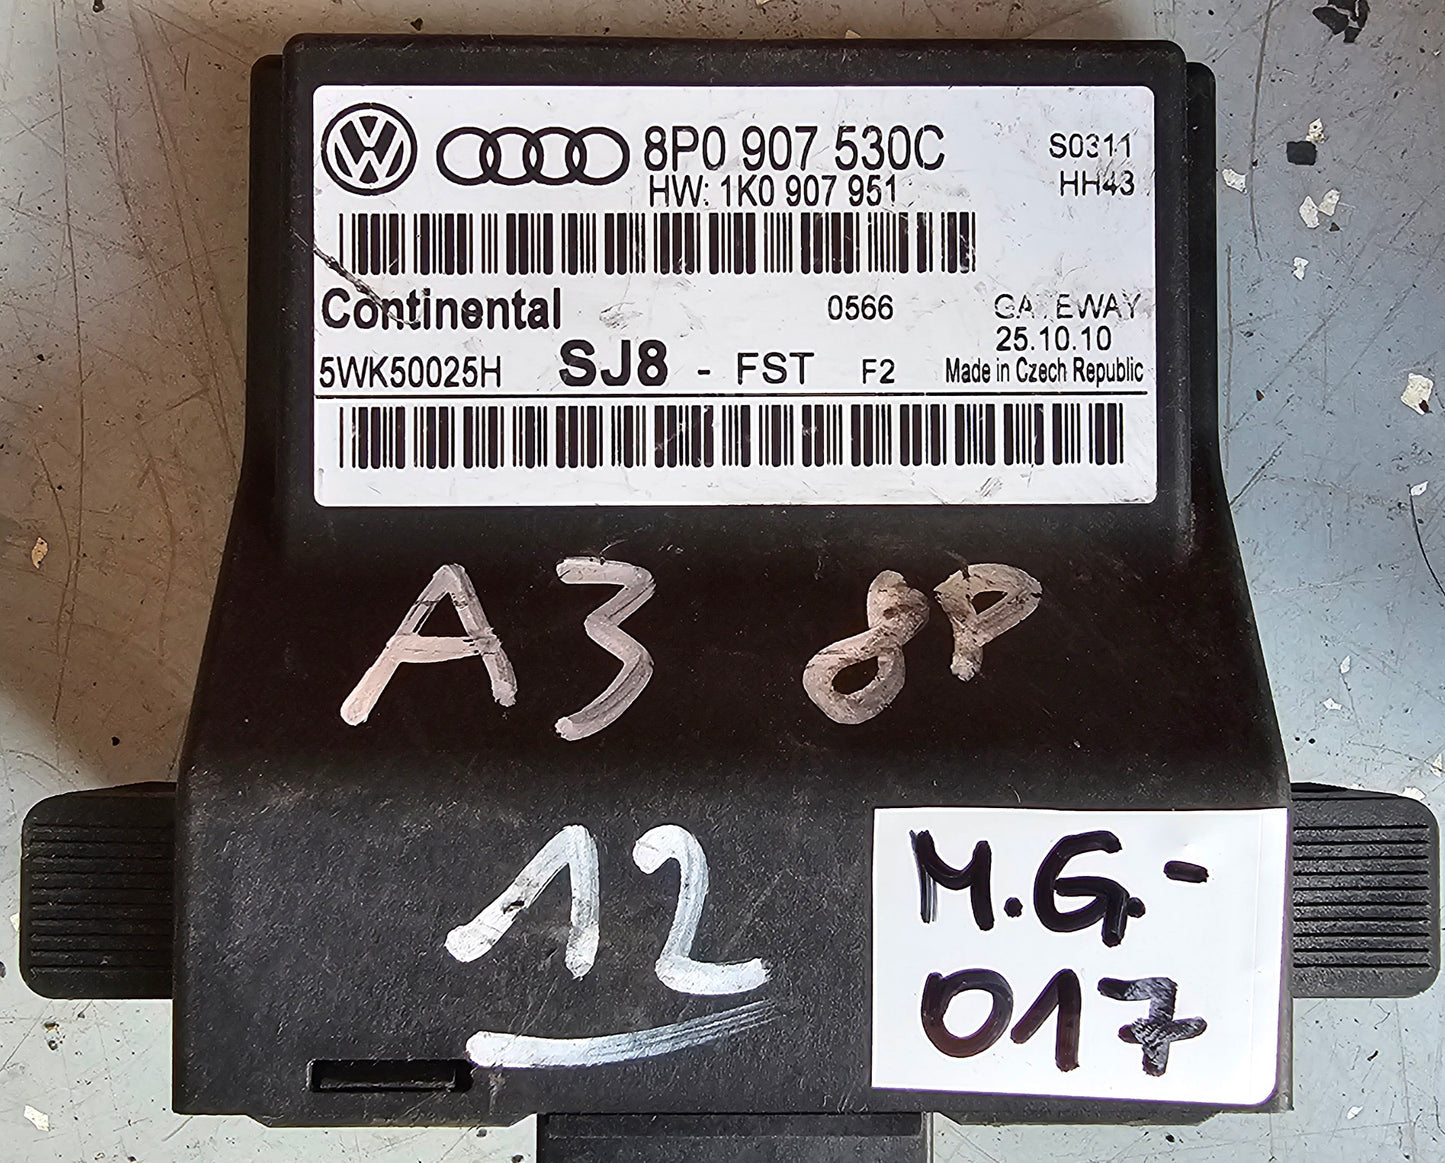 8P0 907 530C S0311
HW: 1K0 907 951 HH43
Continental 0566 GATEWAY
25.10.10
5WK50025H SJ8 - FST F2 Made in Czech Republic
A3 8P
12
M.G.-
017